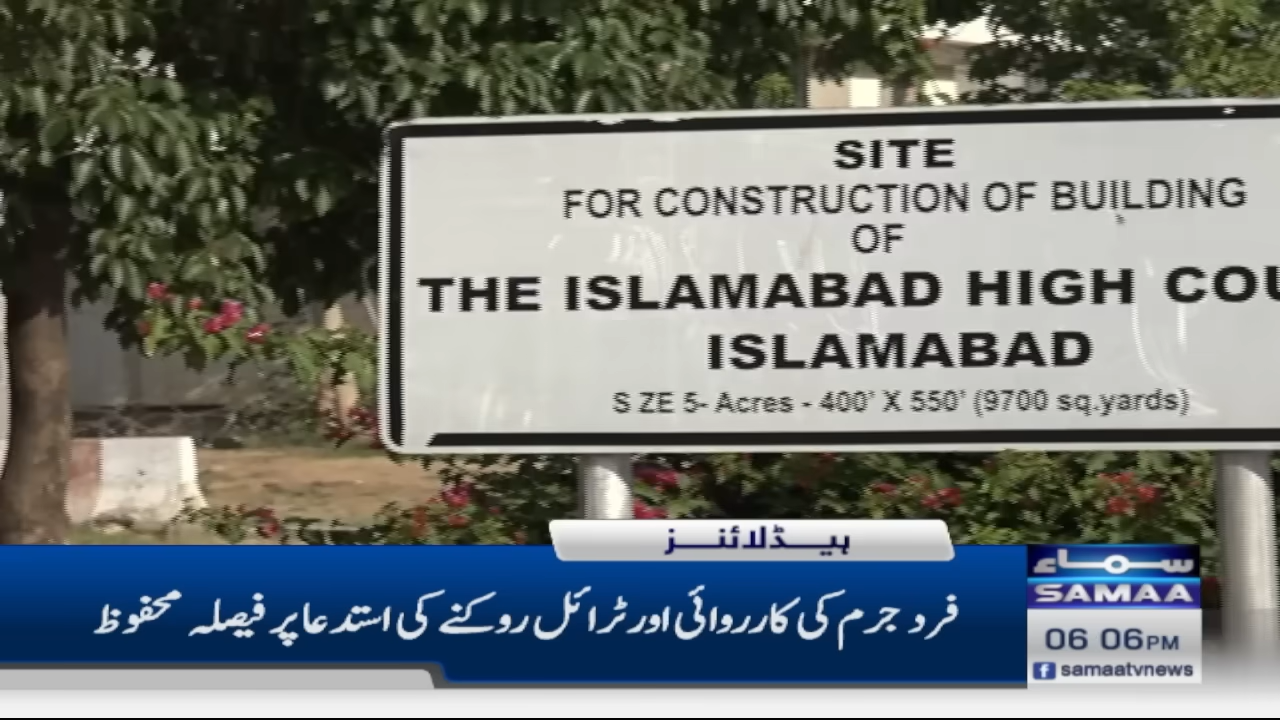 SITE
FOR CONSTRUCTION OF BUILDING
OF
THE ISLAMABAD HIGH COU
ISLAMABAD
S ZE 5- Acres - 400' X 550' (9700 sq.yards)
ہیڈلائنز
فرد جرم کی کارروائی اور ٹرائل روکنے کی استدعا پر فیصلہ محفوظ
سماء
SAMAA
06 06PM
samaatvnews